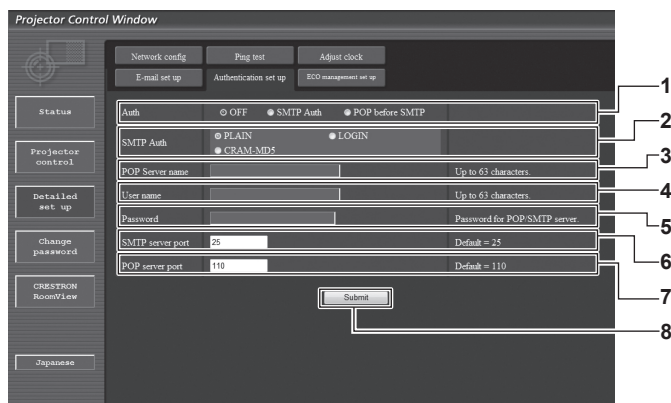 Projector Control Window
Network config Ping test Adjust clock
E-mail set up Authentication set up ECO management set up
Status
Projector control
Detailed set up
Change password
CRESTRON RoomView
Japanese
Auth OFF SMTP Auth POP before SMTP
SMTP Auth PLAIN LOGIN
CRAM-MD5
POP Server name Up to 63 characters.
User name Up to 63 characters.
Password Password for POP/SMTP server.
SMTP server port 25 Default = 25
POP server port 110 Default = 110
Submit
1
2
3
4
5
6
7
8